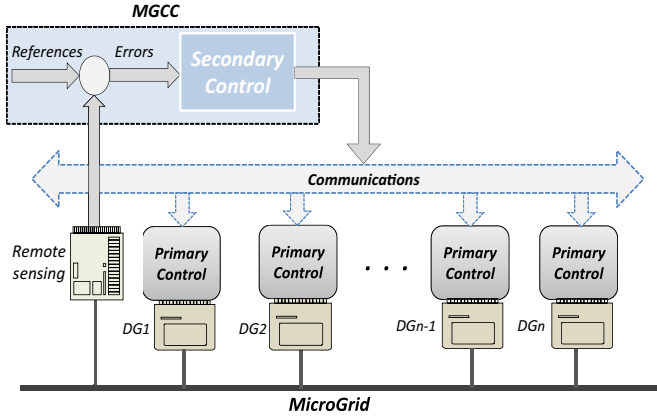 MGCC
References
Errors
Secondary
Control
Communications
Remote
sensing
Primary
Control
Primary
Control
. . .
Primary
Control
Primary
Control
DG1
DG2
DGn-1
DGn
MicroGrid